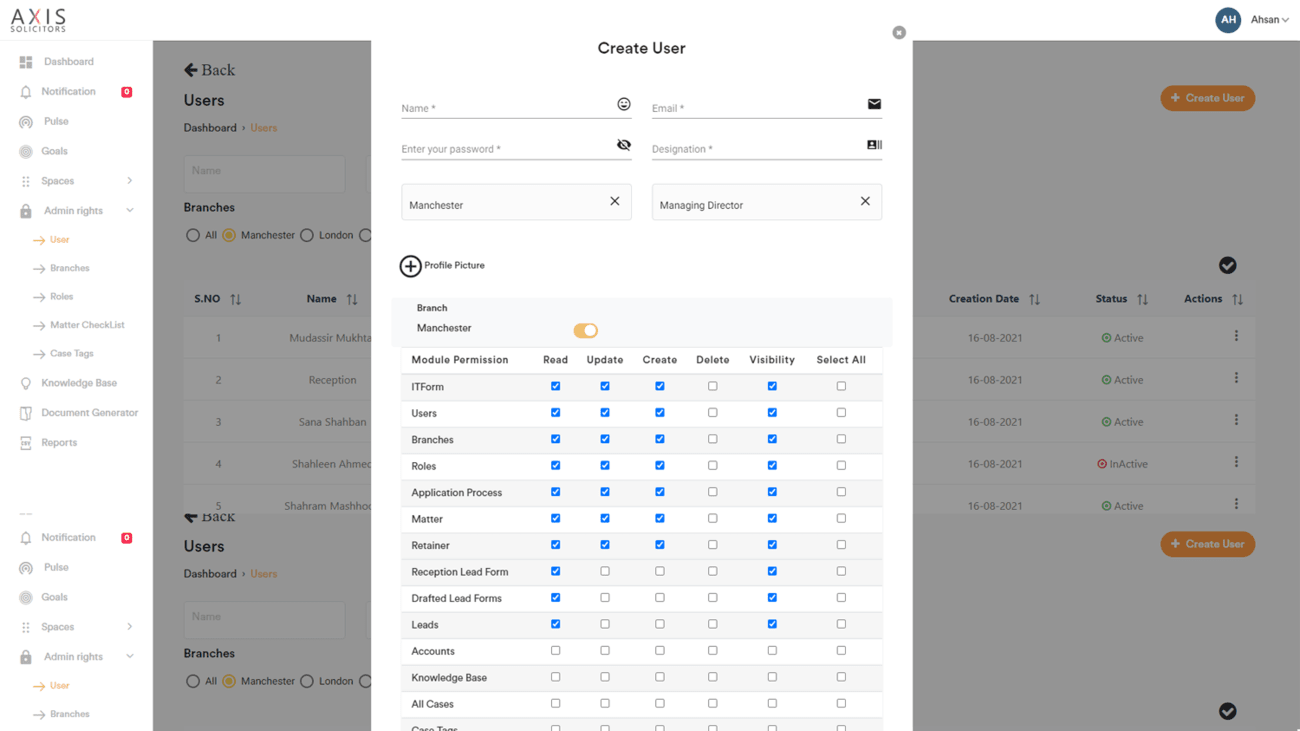 AXIS
SOLICITORS
AH Ahsan
Dashboard
Notification 0
Pulse
Goals
Spaces
Admin rights
User
Branches
Roles
Matter CheckList
Case Tags
Knowledge Base
Document Generator
Reports
Notification 0
Pulse
Goals
Spaces
Admin rights
User
Branches
Back
Users
Dashboard › Users
+ Create User
Name
Branches
All Manchester London
S.NO Name Creation Date Status Actions
1 Mudassir Mukhta 16-08-2021 Active
2 Reception 16-08-2021 Active
3 Sana Shahban 16-08-2021 Active
4 Shahleen Ahmed 16-08-2021 InActive
5 Shahram Mashhoo 16-08-2021 Active
Back
Users
Dashboard › Users
+ Create User
Name
Branches
All Manchester London
Create User
Name * Email *
Enter your password * Designation *
Manchester Managing Director
Profile Picture
Branch
Manchester
Module Permission Read Update Create Delete Visibility Select All
ITForm
Users
Branches
Roles
Application Process
Matter
Retainer
Reception Lead Form
Drafted Lead Forms
Leads
Accounts
Knowledge Base
All Cases
Case Tags